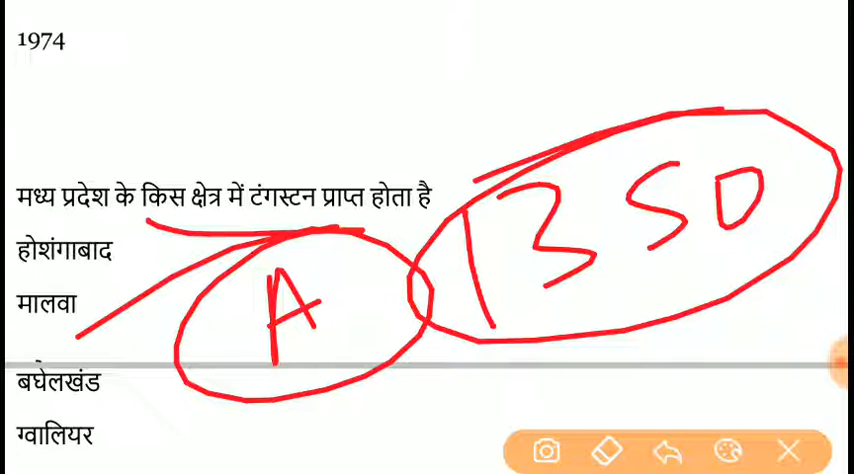 1974
मध्य प्रदेश के किस क्षेत्र में टंगस्टन प्राप्त होता है
होशंगाबाद
1350
A
मालवा
बघेलखंड
ग्वालियर